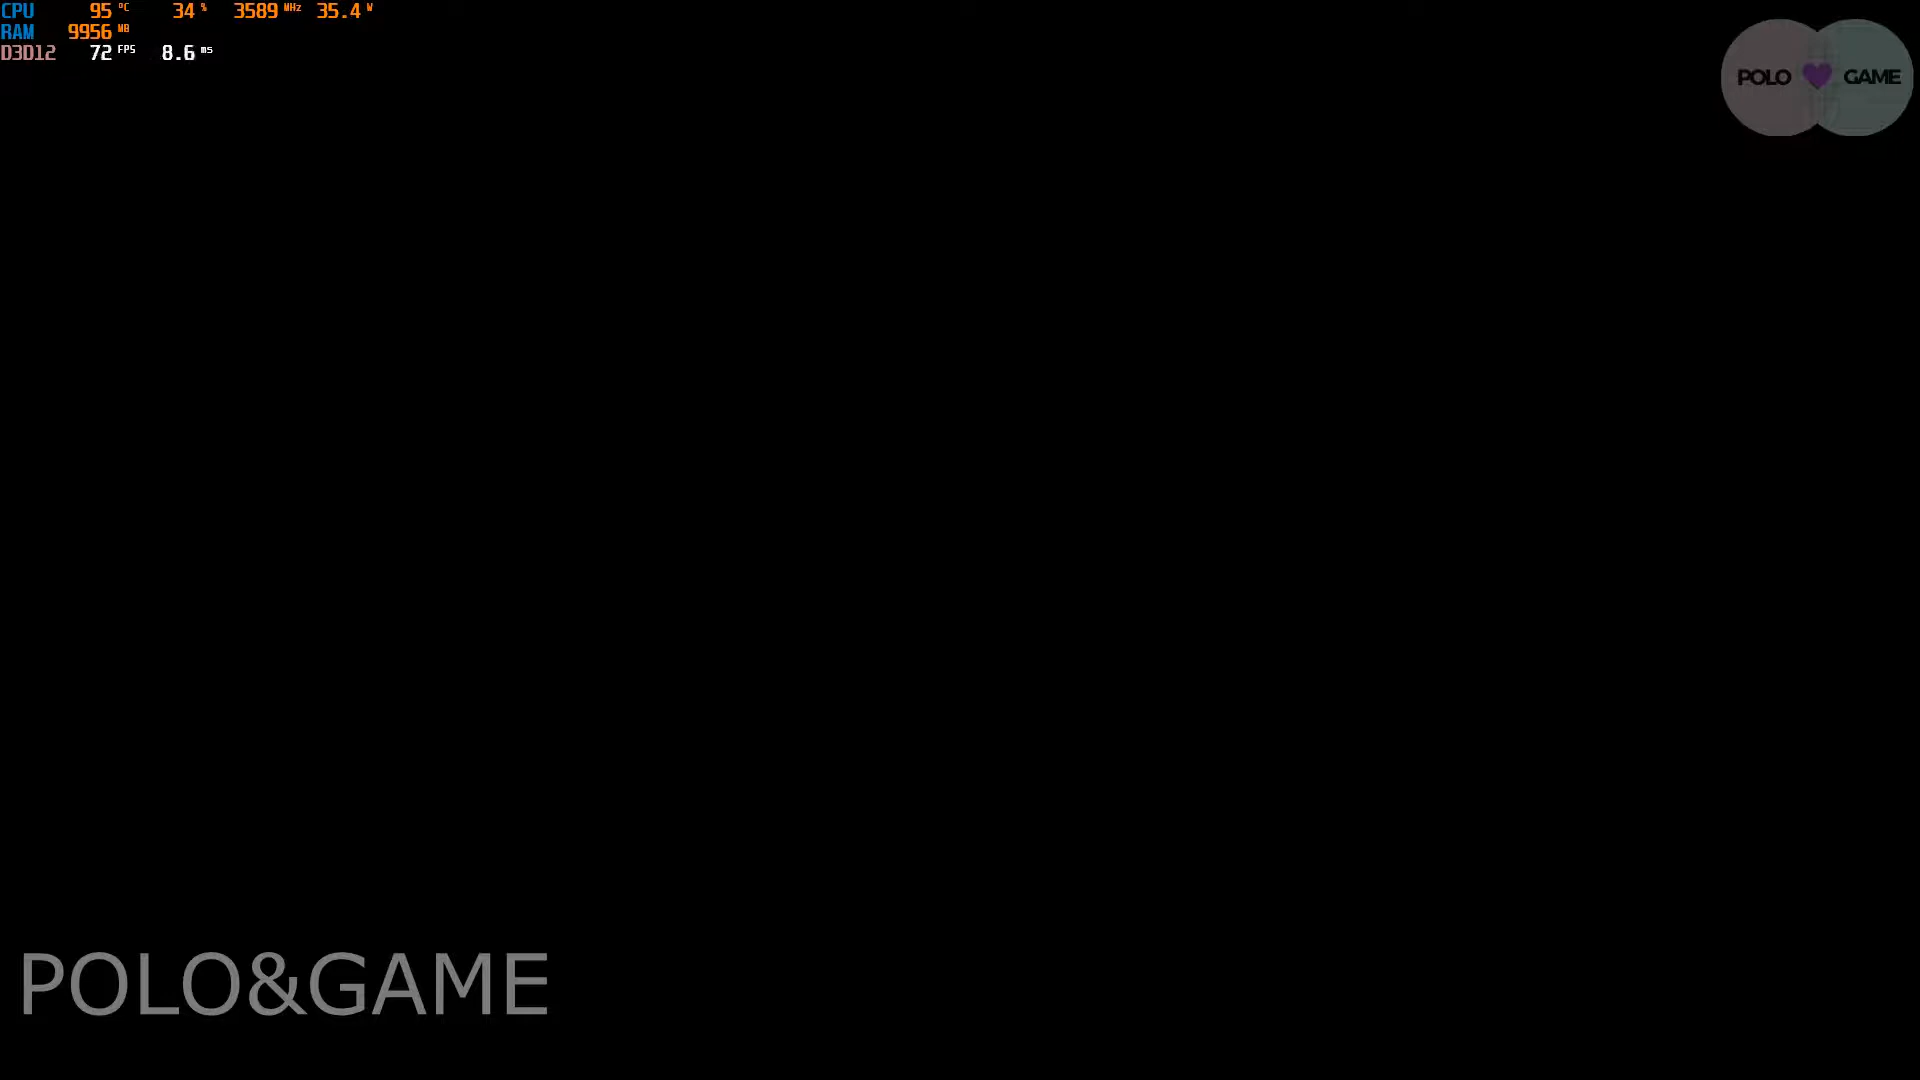 CPU 95 °C 34 % 3589 MHz 35.4 W
RAM 9956 MB
D3D12 72 FPS 8.6 ms
POLO 💜 GAME
POLO&GAME